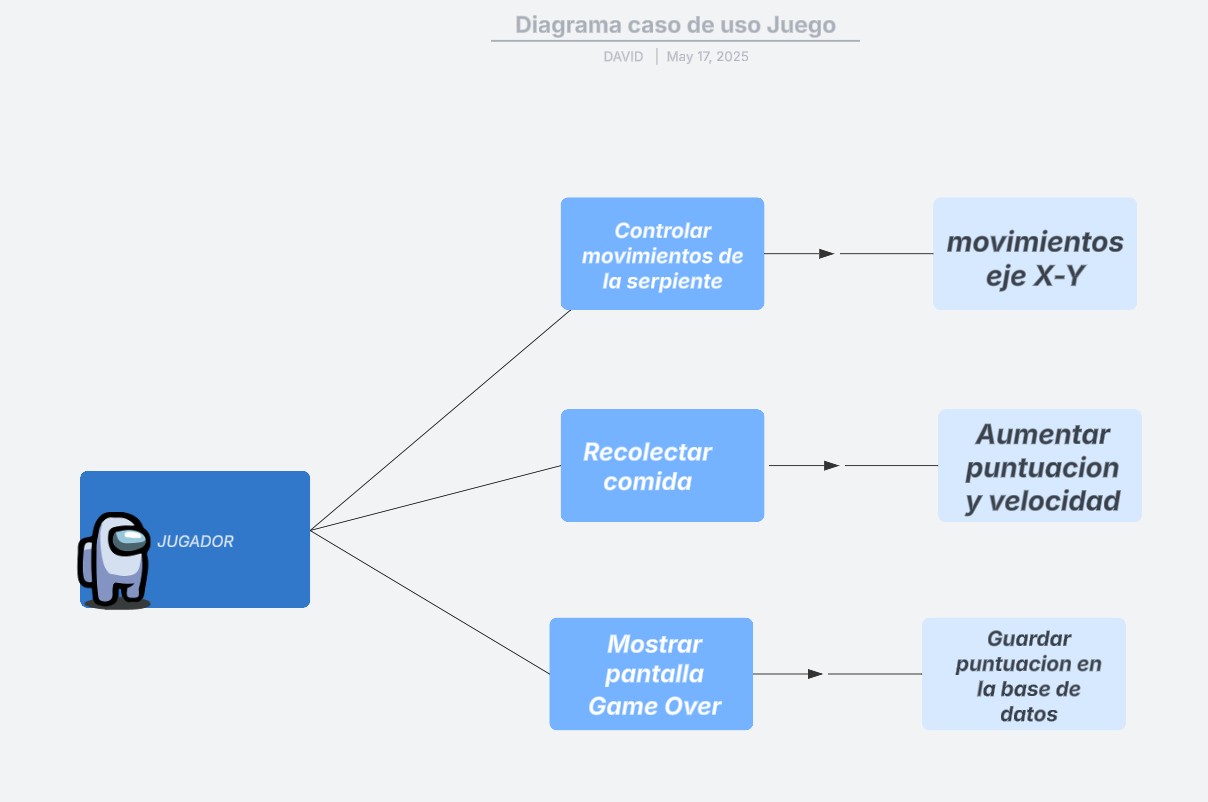 Diagrama caso de uso Juego
DAVID | May 17, 2025
Controlar
movimientos de
la serpiente
movimientos
eje X-Y
Recolectar
comida
Aumentar
puntuacion
y velocidad
JUGADOR
Mostrar
pantalla
Game Over
Guardar
puntuacion en
la base de
datos